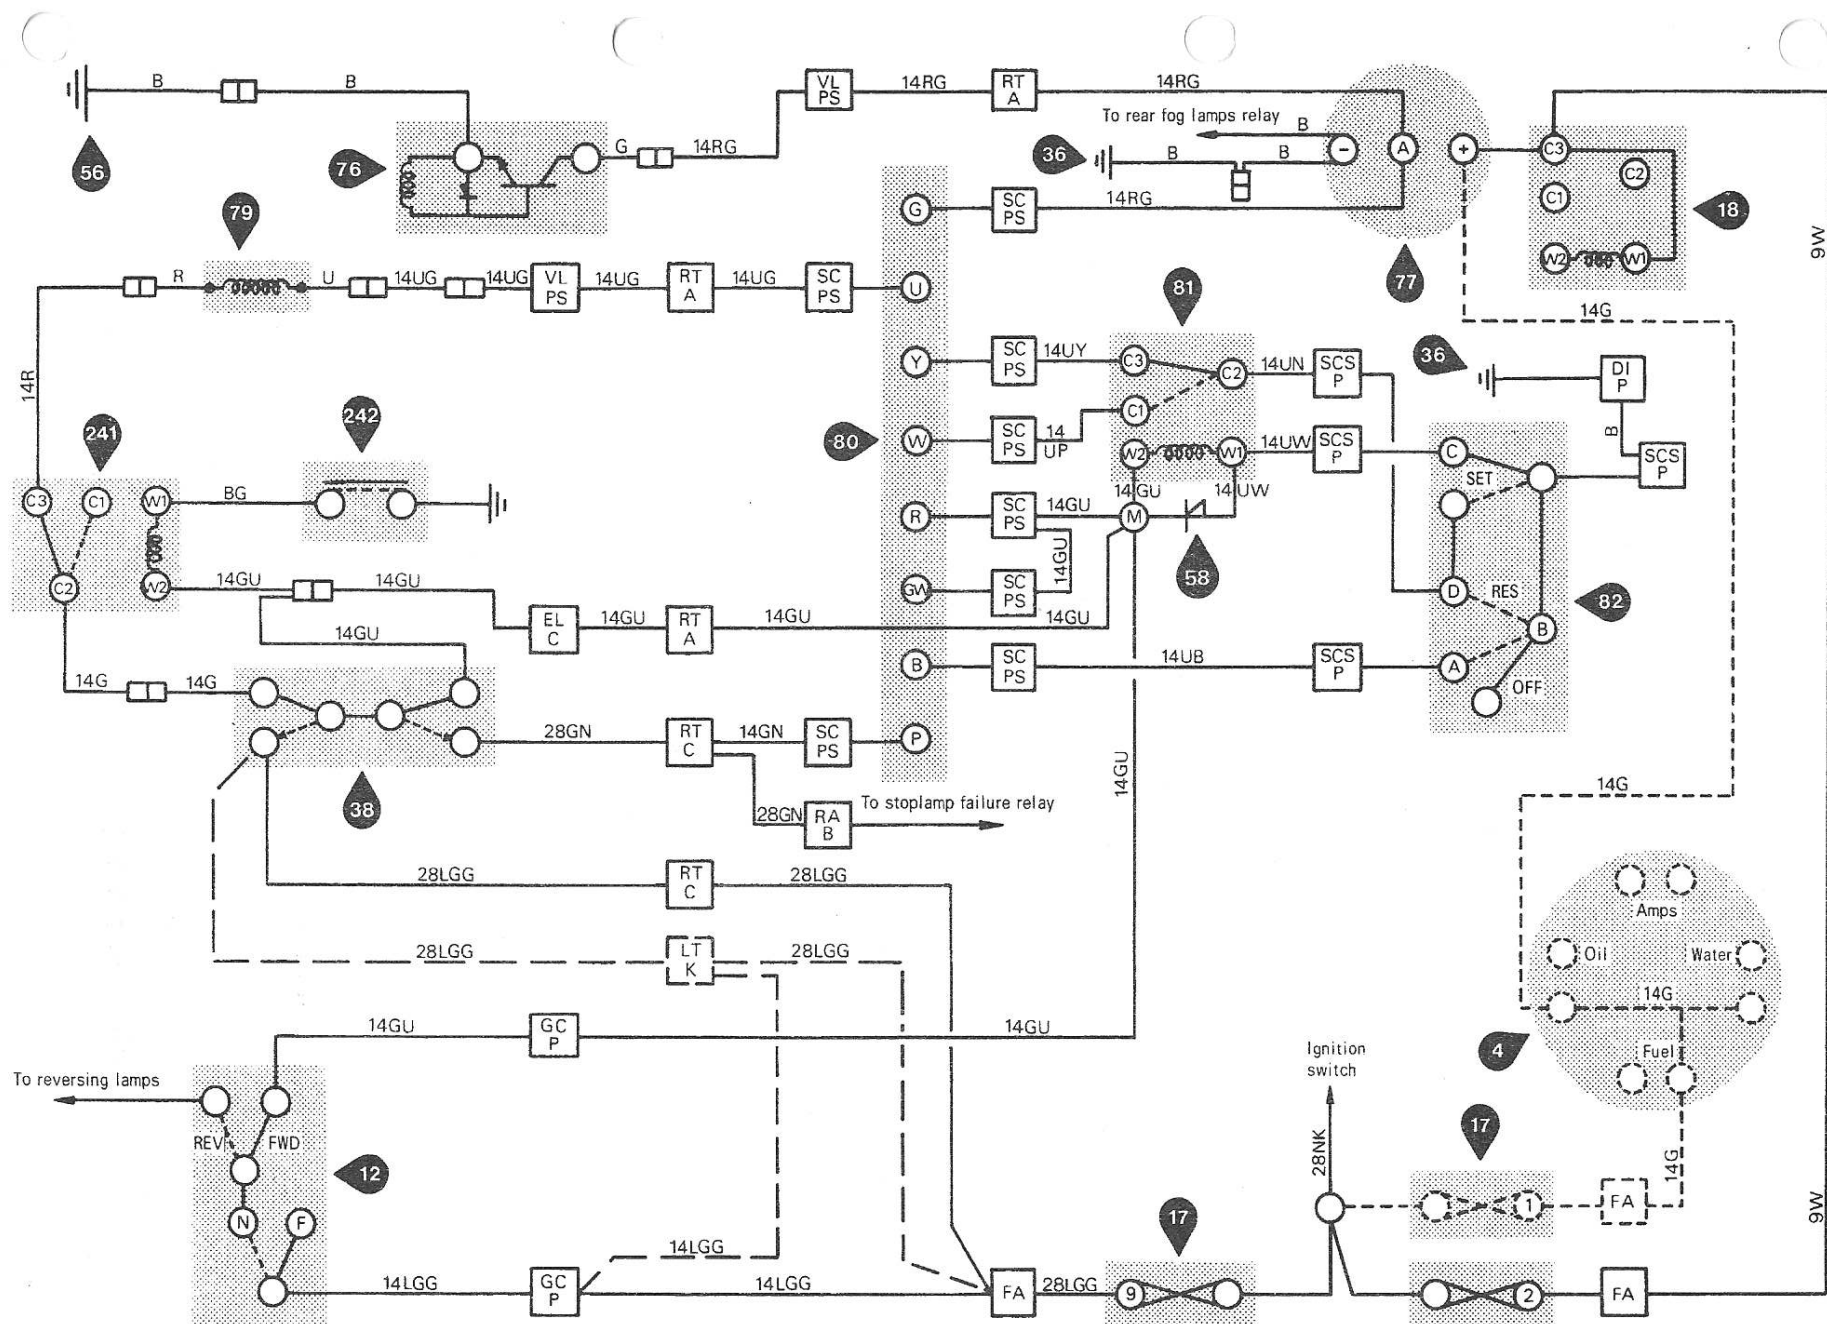 B B VL PS 14RG RT A 14RG
To rear fog lamps relay B
56 76 G 14RG 36 B B - A + C3 C2
79 G SC PS 14RG C1 18
R U 14UG 14UG VL PS 14UG RT A 14UG SC PS U 77 W2 W1 9W
81 14G
Y SC PS 14UY C3 C2 14UN SCS P 36 DI P
14R C1 B
241 242 80 W SC PS 14 UP W2 W1 14UW SCS P C SCS P
C3 C1 W1 BG 14GU 14UW SET
R SC PS 14GU M
14GU
C2 W2 14GU 14GU GW SC PS 58 D RES 82
EL C 14GU RT A 14GU 14GU B
14GU
B SC PS 14UB SCS P A
14G 14G OFF
28GN RT C 14GN SC PS P
14GU 14G
38 28GN RA B To stoplamp failure relay
28LGG RT C 28LGG
Amps
28LGG LT K 28LGG Oil Water
14G
14GU GC P 14GU Ignition
switch
4 Fuel
To reversing lamps
REV FWD 17
12 28NK 14G
N F 17 1 FA 9W
14LGG
14LGG GC P 14LGG FA 28LGG 9 2 FA